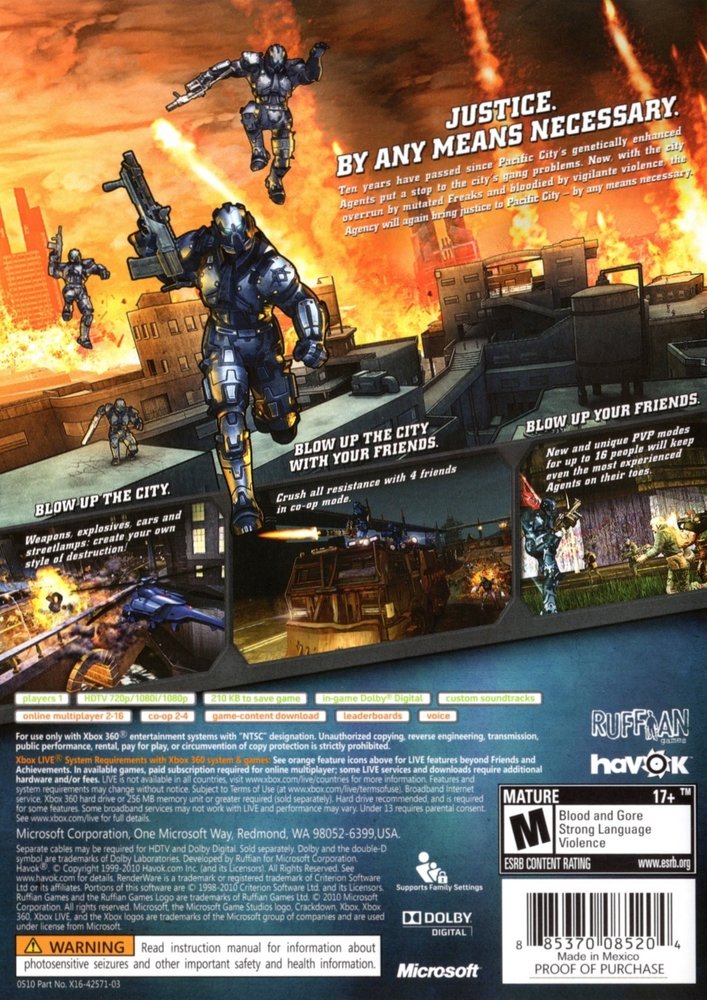 JUSTICE.
BY ANY MEANS NECESSARY.
Ten years have passed since Pacific City's genetically enhanced
Agents put a stop to the city's gang problems. Now, with the city
overrun by mutated Freaks and bloodied by vigilante violence, the
Agency will again bring justice to Pacific City – by any means necessary.
BLOW UP THE CITY.
Weapons, explosives, cars and
streetlamps: create your own
style of destruction!
BLOW UP THE CITY
WITH YOUR FRIENDS.
Crush all resistance with 4 friends
in co-op mode.
BLOW UP YOUR FRIENDS.
New and unique PVP modes
for up to 16 people will keep
even the most experienced
Agents on their toes.
players 1 HDTV 720p/1080i/1080p 210 KB to save game in-game Dolby® Digital custom soundtracks
online multiplayer 2-16 co-op 2-4 game-content download leaderboards voice
For use only with Xbox 360® entertainment systems with "NTSC" designation. Unauthorized copying, reverse engineering, transmission,
public performance, rental, pay for play, or circumvention of copy protection is strictly prohibited.
Xbox LIVE® System Requirements with Xbox 360 system & games: See orange feature icons above for LIVE features beyond Friends and
Achievements. In available games, paid subscription required for online multiplayer; some LIVE services and downloads require additional
hardware and/or fees. LIVE is not available in all countries, visit www.xbox.com/live/countries for more information. Features and
system requirements may change without notice. Subject to Terms of Use (at www.xbox.com/live/termsofuse). Broadband Internet
service, Xbox 360 hard drive or 256 MB memory unit or greater required (sold separately). Hard drive recommended, and is required
for some features. Some broadband services may not work with LIVE and performance may vary. Under 13 requires parental consent.
See www.xbox.com/live for full details.
Microsoft Corporation, One Microsoft Way, Redmond, WA 98052-6399,USA.
Separate cables may be required for HDTV and Dolby Digital. Sold separately. Dolby and the double-D
symbol are trademarks of Dolby Laboratories. Developed by Ruffian for Microsoft Corporation.
Havok®. © Copyright 1999-2010 Havok.com Inc. (and its Licensors). All Rights Reserved. See
www.havok.com for details. RenderWare is a trademark or registered trademark of Criterion Software
Ltd or its affiliates. Portions of this software are © 1998-2010 Criterion Software Ltd. and its Licensors.
Ruffian Games and the Ruffian Games Logo are trademarks of Ruffian Games Ltd. © 2010 Microsoft
Corporation. All rights reserved. Microsoft, the Microsoft Game Studios logo, Crackdown, Xbox, Xbox
360, Xbox LIVE, and the Xbox logos are trademarks of the Microsoft group of companies and are used
under license from Microsoft.
WARNING Read instruction manual for information about
photosensitive seizures and other important safety and health information.
0510 Part No. X16-42571-03
Supports Family Settings
DOLBY
DIGITAL
Microsoft
RUFFIAN
games
havok
MATURE 17+ ™
M
Blood and Gore
Strong Language
Violence
ESRB CONTENT RATING www.esrb.org
8 85370 08520 4
Made in Mexico
PROOF OF PURCHASE